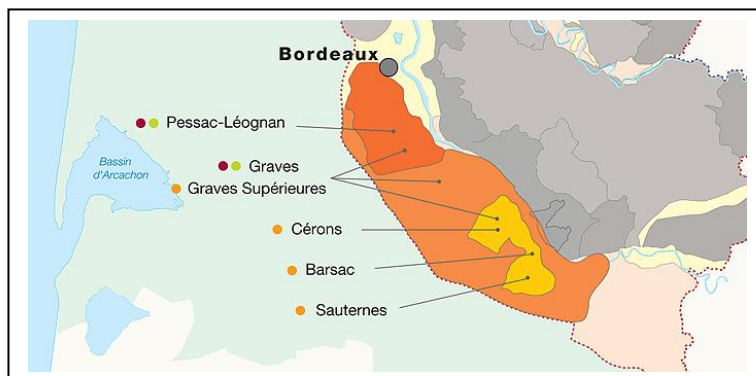 Bordeaux
Pessac-Léognan
Bassin
d'Arcachon
Graves
Graves Supérieures
Cérons
Barsac
Sauternes